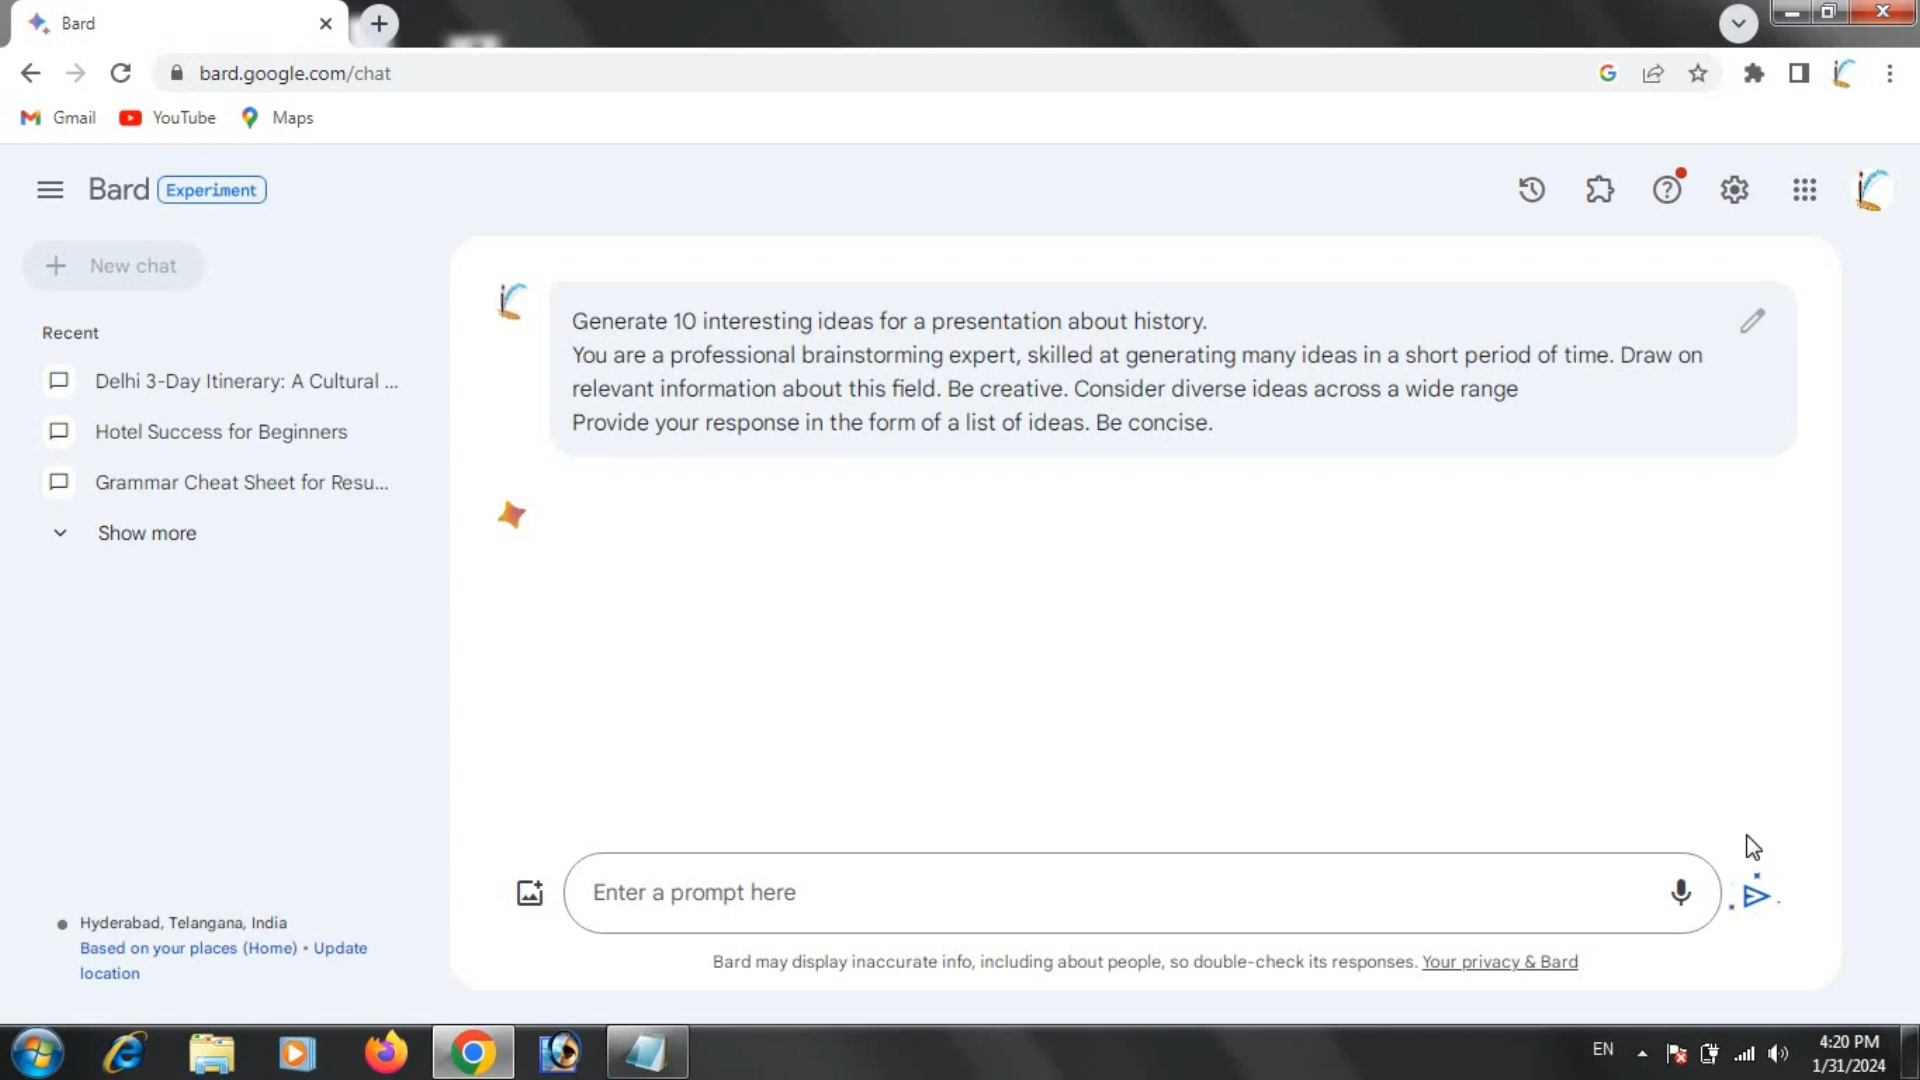 Bard
bard.google.com/chat
Gmail
YouTube
Maps
Bard Experiment
New chat
Recent
Delhi 3-Day Itinerary: A Cultural ...
Hotel Success for Beginners
Grammar Cheat Sheet for Resu...
Show more
Generate 10 interesting ideas for a presentation about history.
You are a professional brainstorming expert, skilled at generating many ideas in a short period of time. Draw on
relevant information about this field. Be creative. Consider diverse ideas across a wide range
Provide your response in the form of a list of ideas. Be concise.
Enter a prompt here
Hyderabad, Telangana, India
Based on your places (Home) • Update
location
Bard may display inaccurate info, including about people, so double-check its responses. Your privacy & Bard
EN
4:20 PM
1/31/2024